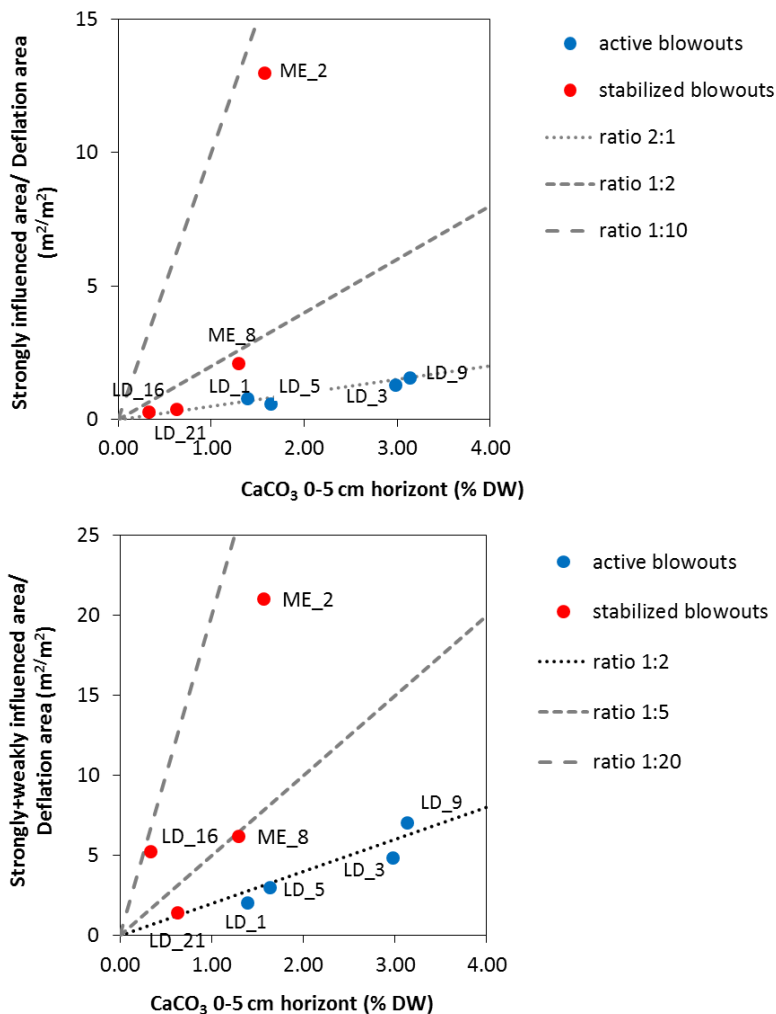 Strongly influenced area/ Deflation area
(m²/m²)
15
10
5
0
ME_2
ME_8
LD_16
LD_1
LD_5
LD_9
LD_3
LD_21
0.00 1.00 2.00 3.00 4.00
CaCO₃ 0-5 cm horizont (% DW)
active blowouts
stabilized blowouts
ratio 2:1
ratio 1:2
ratio 1:10
Strongly+weakly influenced area/
Deflation area (m²/m²)
25
20
15
10
5
0
ME_2
LD_9
LD_16
ME_8
LD_3
LD_5
LD_1
LD_21
0.00 1.00 2.00 3.00 4.00
CaCO₃ 0-5 cm horizont (% DW)
active blowouts
stabilized blowouts
ratio 1:2
ratio 1:5
ratio 1:20